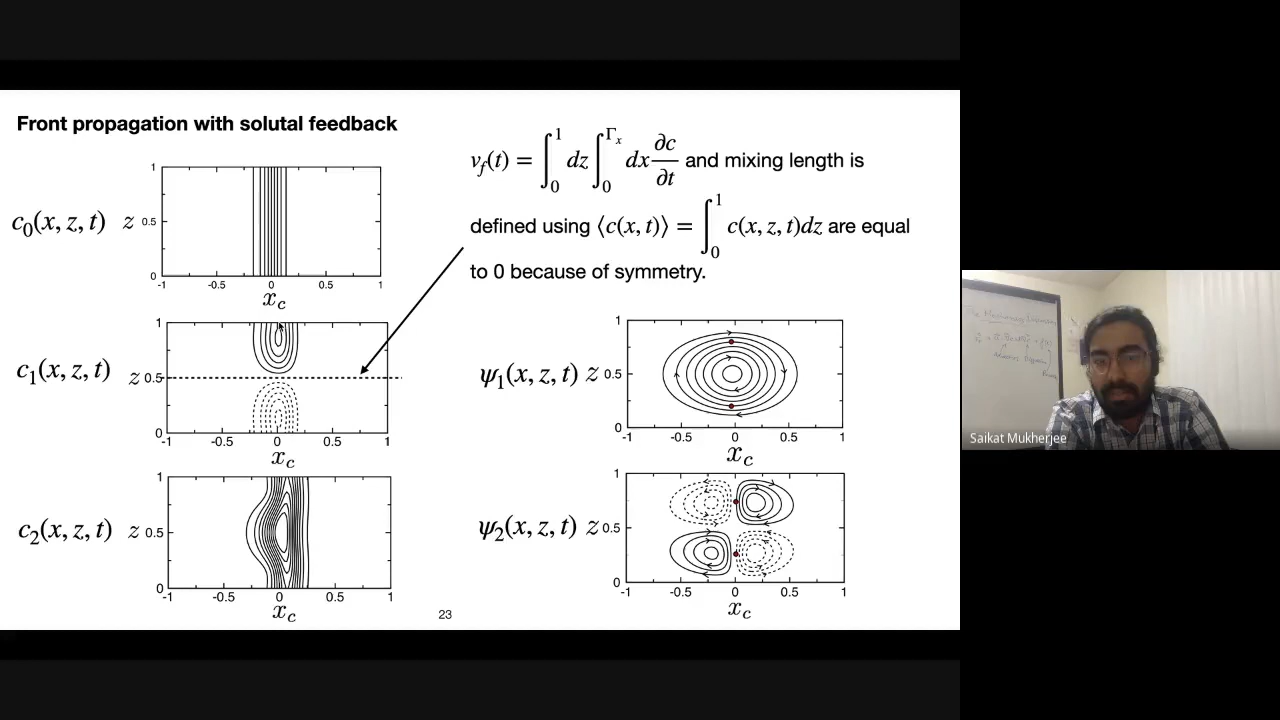 Front propagation with solutal feedback
v_f(t) = ∫_0^1 dz ∫_0^{Γ_x} dx ∂c/∂t and mixing length is
defined using ⟨c(x, t)⟩ = ∫_0^1 c(x, z, t)dz are equal
to 0 because of symmetry.
c_0(x, z, t)
z
1
0.5
0
-1 -0.5 0 0.5 1
x_c
c_1(x, z, t)
z
1
0.5
0
-1 -0.5 0 0.5 1
x_c
ψ_1(x, z, t)
z
1
0.5
0
-1 -0.5 0 0.5 1
x_c
c_2(x, z, t)
z
1
0.5
0
-1 -0.5 0 0.5 1
x_c
ψ_2(x, z, t)
z
1
0.5
0
-1 -0.5 0 0.5 1
x_c
23
Saikat Mukherjee